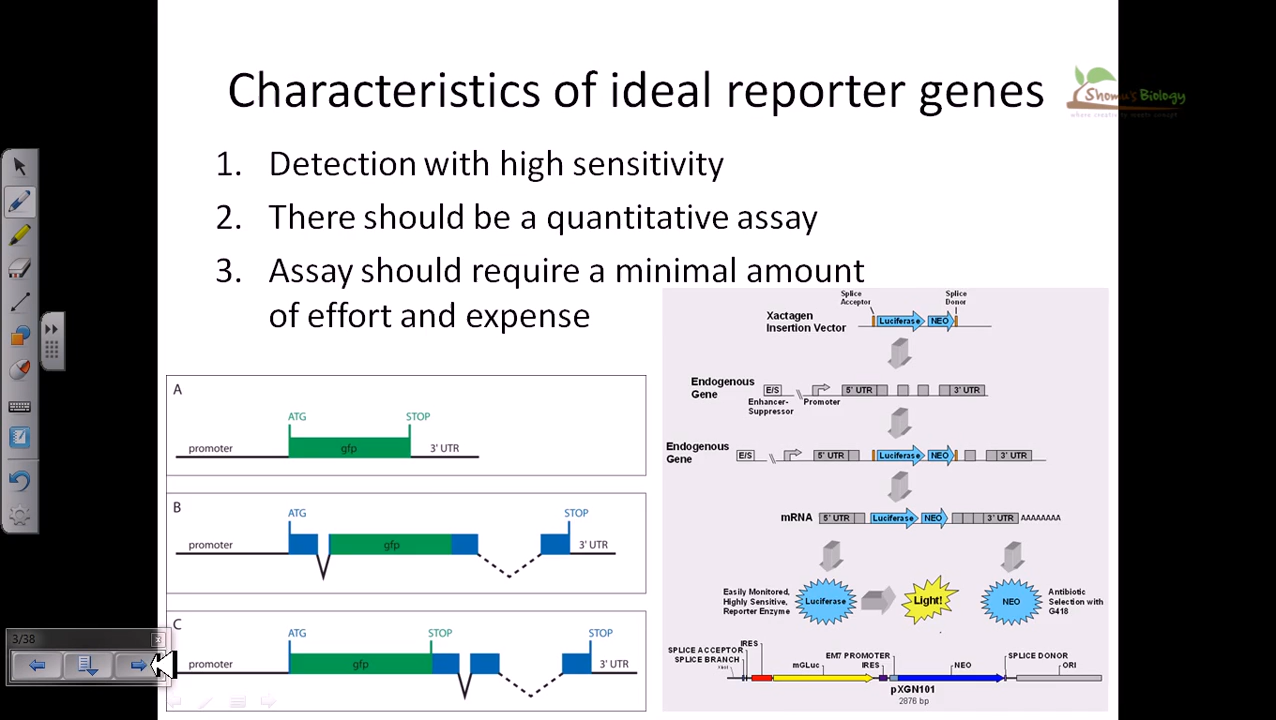 Characteristics of ideal reporter genes
Shomu's Biology
1. Detection with high sensitivity
2. There should be a quantitative assay
3. Assay should require a minimal amount
of effort and expense
A
ATG STOP
promoter gfp 3' UTR
B
ATG STOP
promoter gfp 3' UTR
C
ATG STOP STOP
promoter gfp 3' UTR
Splice
Acceptor
Splice
Donor
Xactagen
Insertion Vector
Luciferase NEO
Endogenous
Gene
E/S 5' UTR 3' UTR
Enhancer-
Suppressor
Promoter
Endogenous
Gene
E/S 5' UTR Luciferase NEO 3' UTR
mRNA 5' UTR Luciferase NEO 3' UTR AAAAAAAA
Easily Monitored,
Highly Sensitive,
Reporter Enzyme
Luciferase Light! NEO
Antibiotic
Selection with
G418
SPLICE ACCEPTOR
SPLICE BRANCH
IRES
mGLuc
EM7 PROMOTER
IRES
NEO
SPLICE DONOR
ORI
pXGN101
2876 bp
3/38